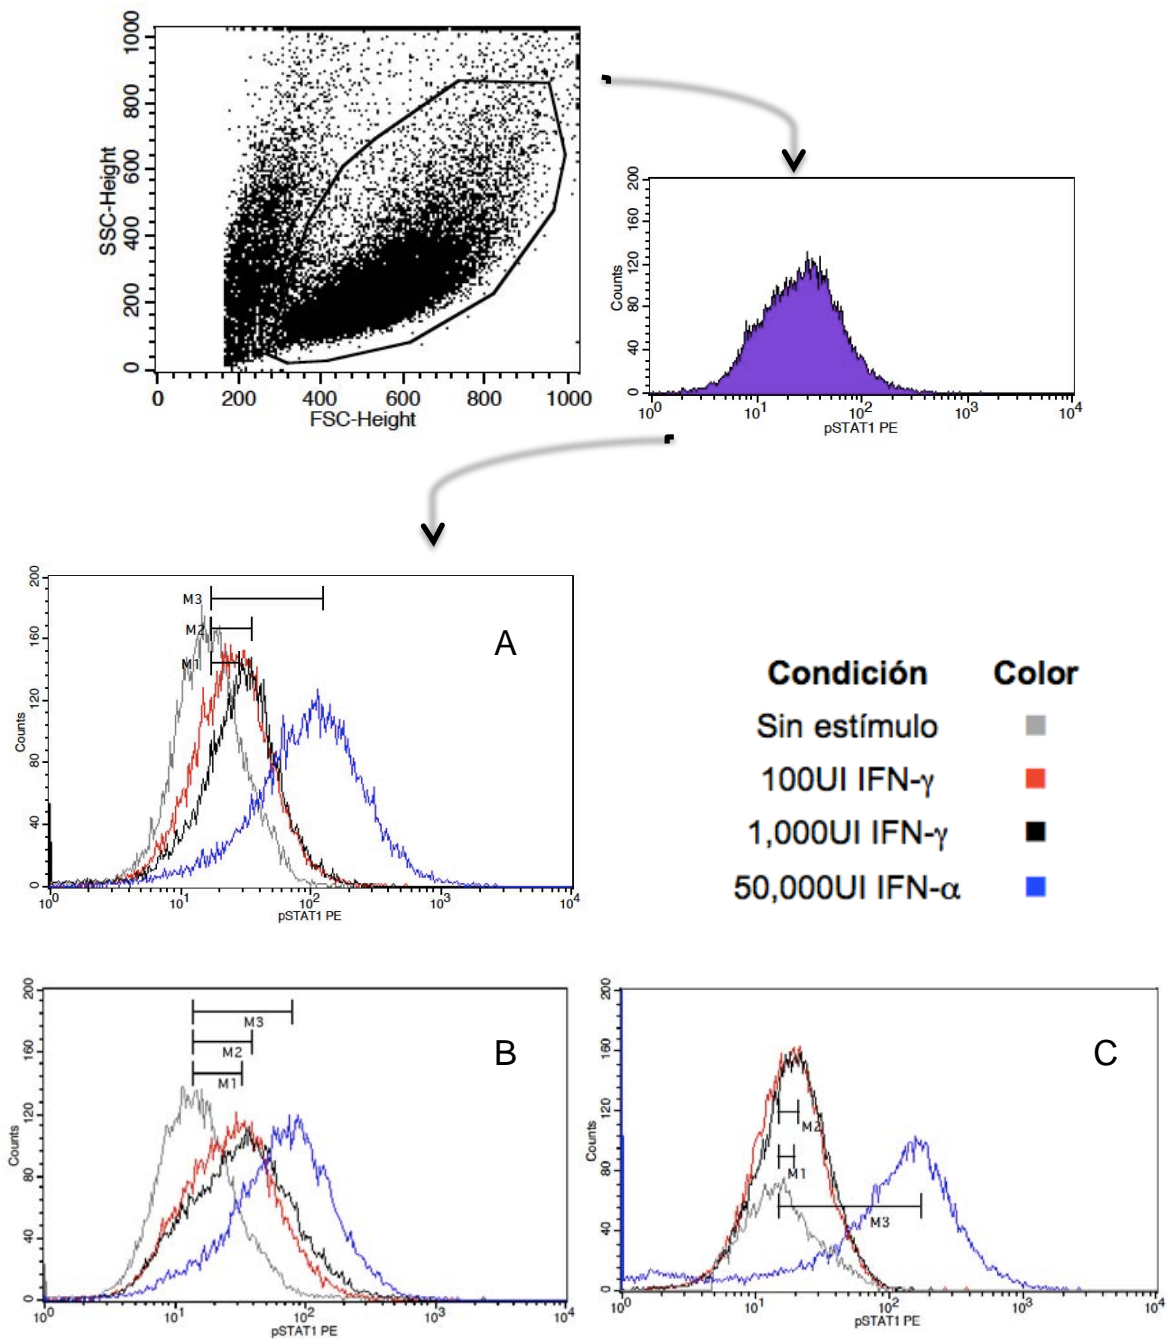 1000
800
600
400
200
0
SSC-Height
0 200 400 600 800 1000
FSC-Height
200
160
120
80
40
0
Counts
10⁰ 10¹ 10² 10³ 10⁴
pSTAT1 PE
200
160
120
80
40
0
Counts
M3
M2
M1
A
10⁰ 10¹ 10² 10³ 10⁴
pSTAT1 PE
Condición Color
Sin estímulo
100UI IFN-γ
1,000UI IFN-γ
50,000UI IFN-α
200
160
120
80
40
0
Counts
M3
M2
M1
B
10⁰ 10¹ 10² 10³ 10⁴
pSTAT1 PE
200
160
120
80
40
0
Counts
C
M2
M1
M3
10⁰ 10¹ 10² 10³ 10⁴
pSTAT1 PE